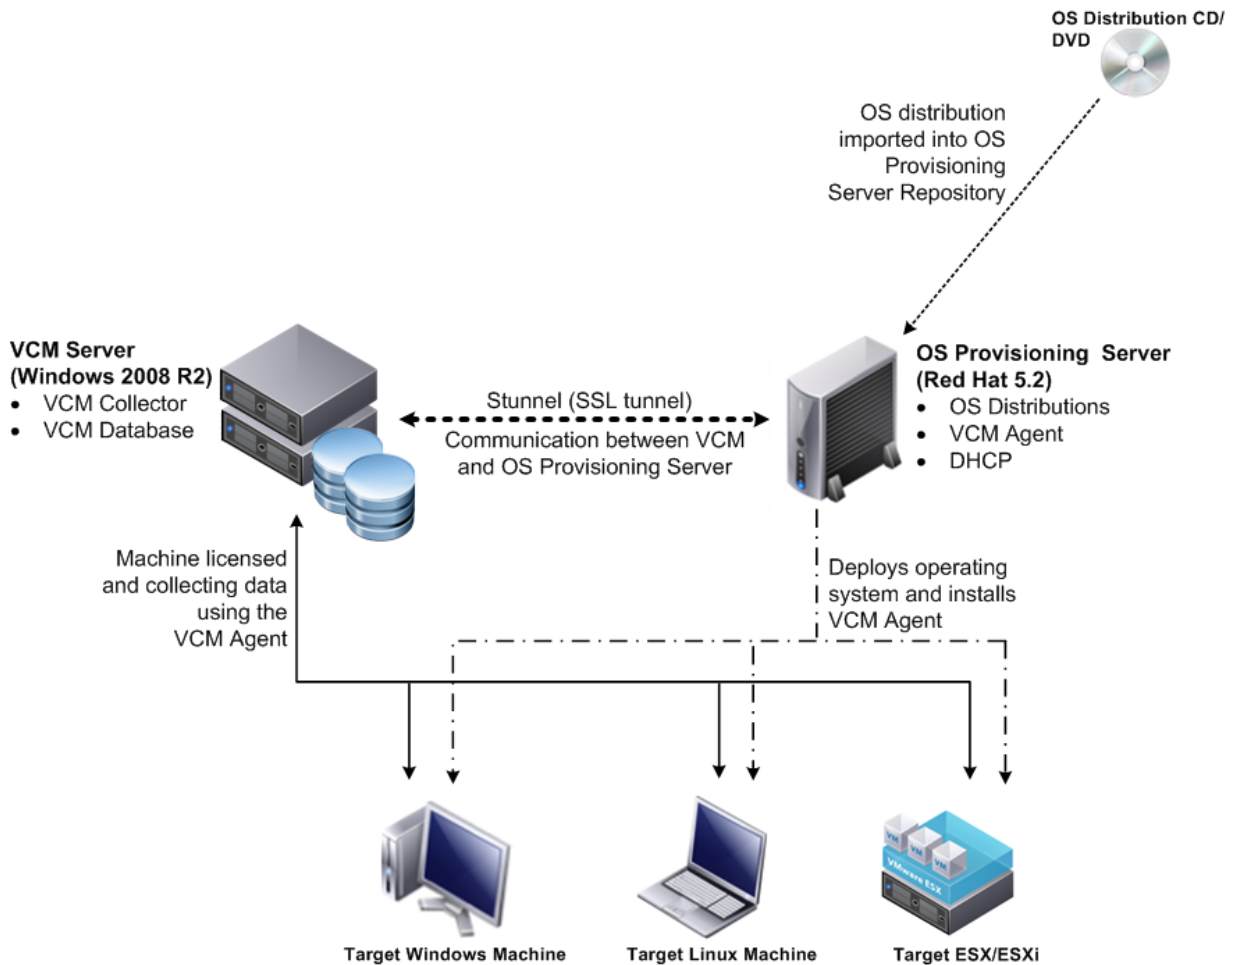 OS Distribution CD/
DVD
OS distribution
imported into OS
Provisioning
Server Repository
VCM Server
(Windows 2008 R2)
• VCM Collector
• VCM Database
Stunnel (SSL tunnel)
Communication between VCM
and OS Provisioning Server
OS Provisioning Server
(Red Hat 5.2)
• OS Distributions
• VCM Agent
• DHCP
Machine licensed
and collecting data
using the
VCM Agent
Deploys operating
system and installs
VCM Agent
VM
VM
VM
VMware ESX
Target Windows Machine
Target Linux Machine
Target ESX/ESXi